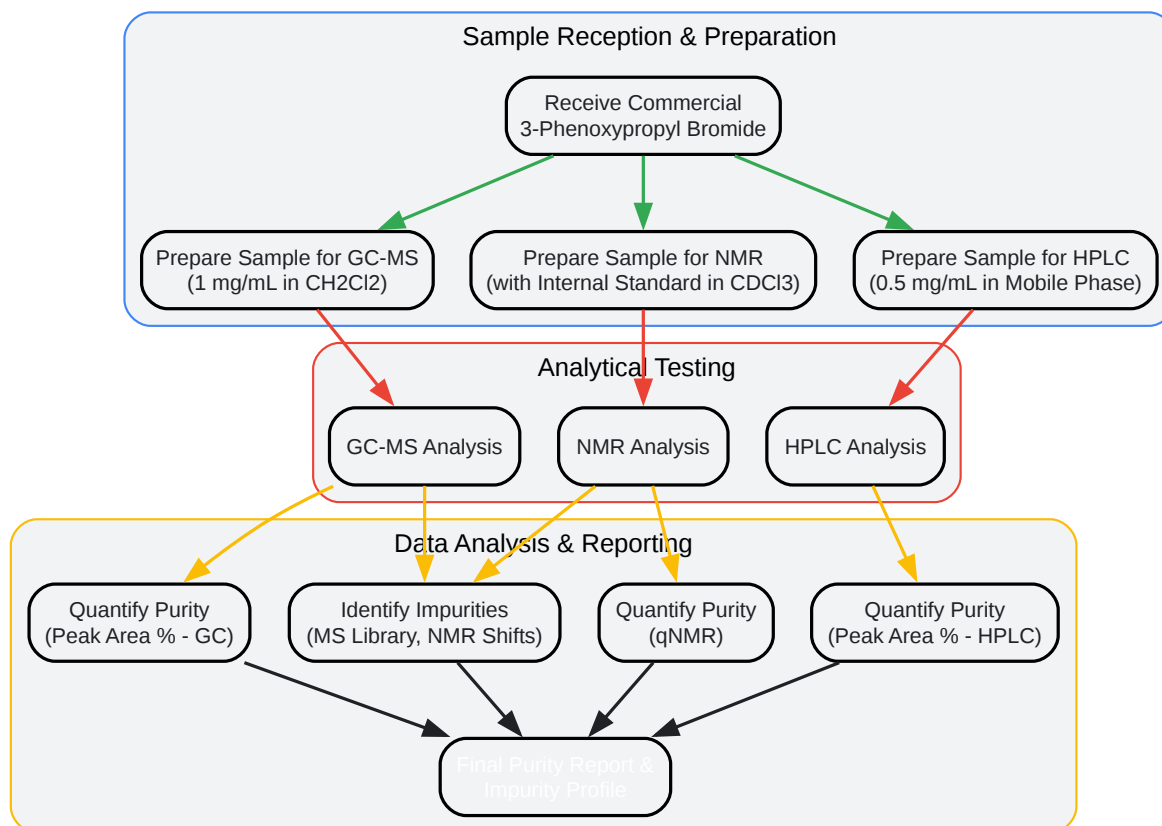 Sample Reception & Preparation
Receive Commercial
3-Phenoxypropyl Bromide
Prepare Sample for GC-MS
(1 mg/mL in CH2Cl2)
Prepare Sample for NMR
(with Internal Standard in CDCl3)
Prepare Sample for HPLC
(0.5 mg/mL in Mobile Phase)
Analytical Testing
GC-MS Analysis
NMR Analysis
HPLC Analysis
Data Analysis & Reporting
Quantify Purity
(Peak Area % - GC)
Identify Impurities
(MS Library, NMR Shifts)
Quantify Purity
(qNMR)
Quantify Purity
(Peak Area % - HPLC)
Final Purity Report &
Impurity Profile